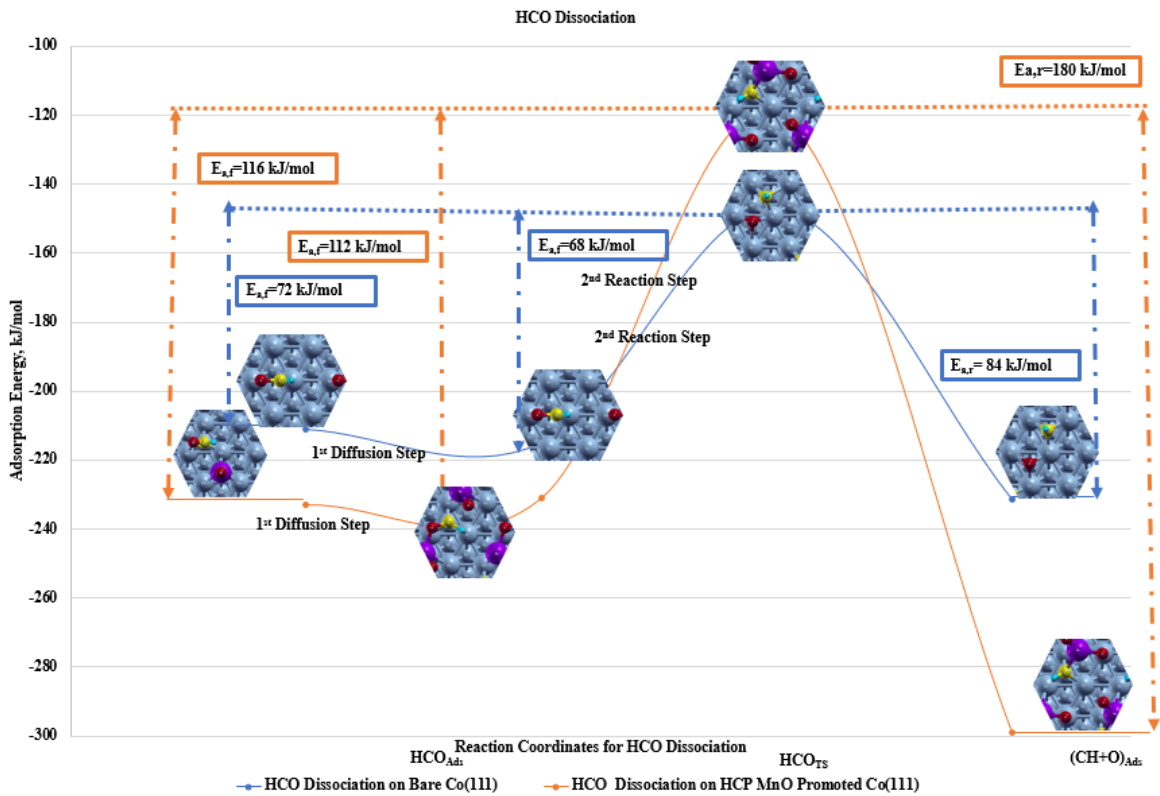 HCO Dissociation
-100
-120
-140
-160
-180
-200
-220
-240
-260
-280
-300
Adsorption Energy, kJ/mol
Ea,r=180 kJ/mol
Ea,f=116 kJ/mol
Ea,f=112 kJ/mol
Ea,f=68 kJ/mol
Ea,f=72 kJ/mol
2nd Reaction Step
2nd Reaction Step
Ea,r= 84 kJ/mol
1st Diffusion Step
1st Diffusion Step
Reaction Coordinates for HCO Dissociation
HCOAds
HCOTS
(CH+O)Ads
HCO Dissociation on Bare Co(111)
HCO Dissociation on HCP MnO Promoted Co(111)